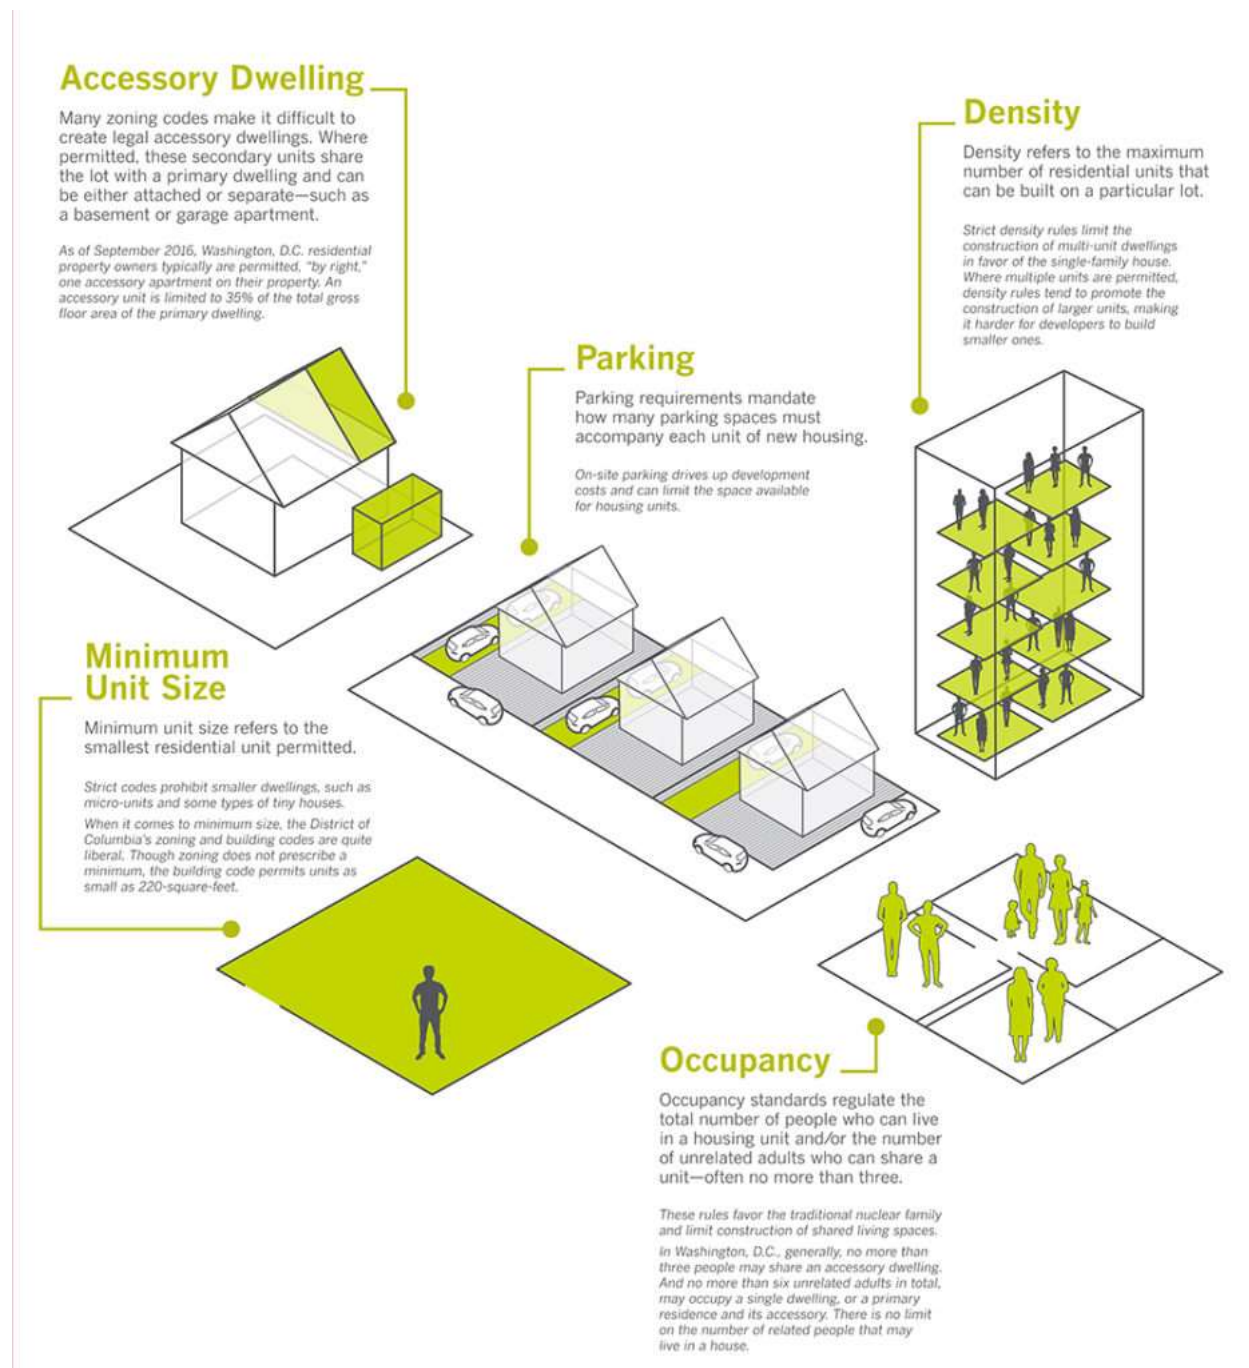 Accessory Dwelling
Many zoning codes make it difficult to
create legal accessory dwellings. Where
permitted, these secondary units share
the lot with a primary dwelling and can
be either attached or separate—such as
a basement or garage apartment.
As of September 2016, Washington, D.C. residential
property owners typically are permitted, "by right,"
one accessory apartment on their property. An
accessory unit is limited to 35% of the total gross
floor area of the primary dwelling.
Density
Density refers to the maximum
number of residential units that
can be built on a particular lot.
Strict density rules limit the
construction of multi-unit dwellings
in favor of the single-family house.
Where multiple units are permitted,
density rules tend to promote the
construction of larger units, making
it harder for developers to build
smaller ones.
Parking
Parking requirements mandate
how many parking spaces must
accompany each unit of new housing.
On-site parking drives up development
costs and can limit the space available
for housing units.
Minimum
Unit Size
Minimum unit size refers to the
smallest residential unit permitted.
Strict codes prohibit smaller dwellings, such as
micro-units and some types of tiny houses.
When it comes to minimum size, the District of
Columbia's zoning and building codes are quite
liberal. Though zoning does not prescribe a
minimum, the building code permits units as
small as 220-square-feet.
Occupancy
Occupancy standards regulate the
total number of people who can live
in a housing unit and/or the number
of unrelated adults who can share a
unit—often no more than three.
These rules favor the traditional nuclear family
and limit construction of shared living spaces.
In Washington, D.C., generally, no more than
three people may share an accessory dwelling.
And no more than six unrelated adults in total,
may occupy a single dwelling, or a primary
residence and its accessory. There is no limit
on the number of related people that may
live in a house.